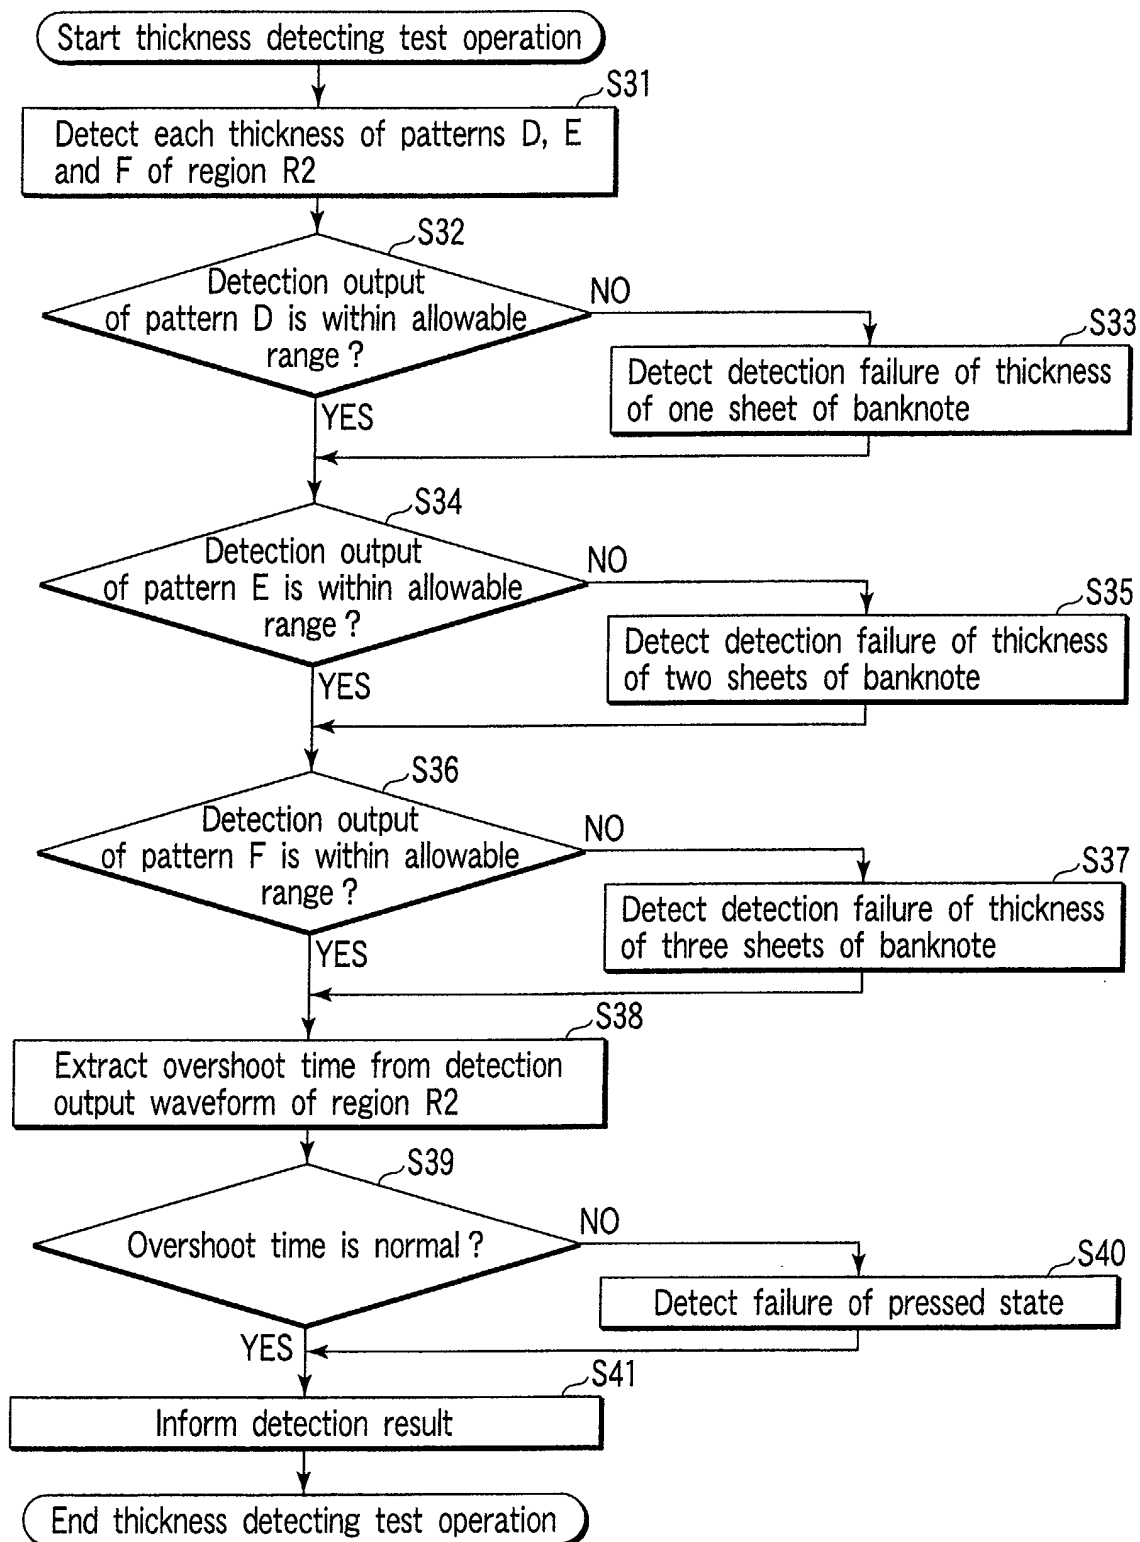 Start thickness detecting test operation
S31
Detect each thickness of patterns D, E
and F of region R2
S32
Detection output
of pattern D is within allowable
range ?
NO
S33
Detect detection failure of thickness
of one sheet of banknote
YES
S34
Detection output
of pattern E is within allowable
range ?
NO
S35
Detect detection failure of thickness
of two sheets of banknote
YES
S36
Detection output
of pattern F is within allowable
range ?
NO
S37
Detect detection failure of thickness
of three sheets of banknote
YES
S38
Extract overshoot time from detection
output waveform of region R2
S39
Overshoot time is normal ?
NO
S40
Detect failure of pressed state
YES
S41
Inform detection result
End thickness detecting test operation